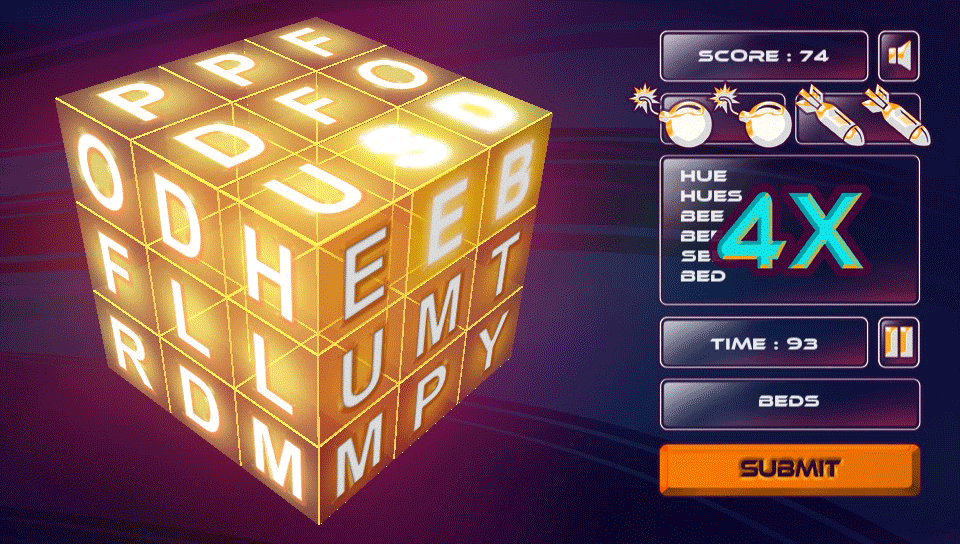 F
P O
P F D
D S
U
O D H
F L L
R D M
E E B
U M T
M P Y
SCORE : 74
HUE
HUES
BEE
BED
4X
TIME : 93
BEDS
SUBMIT